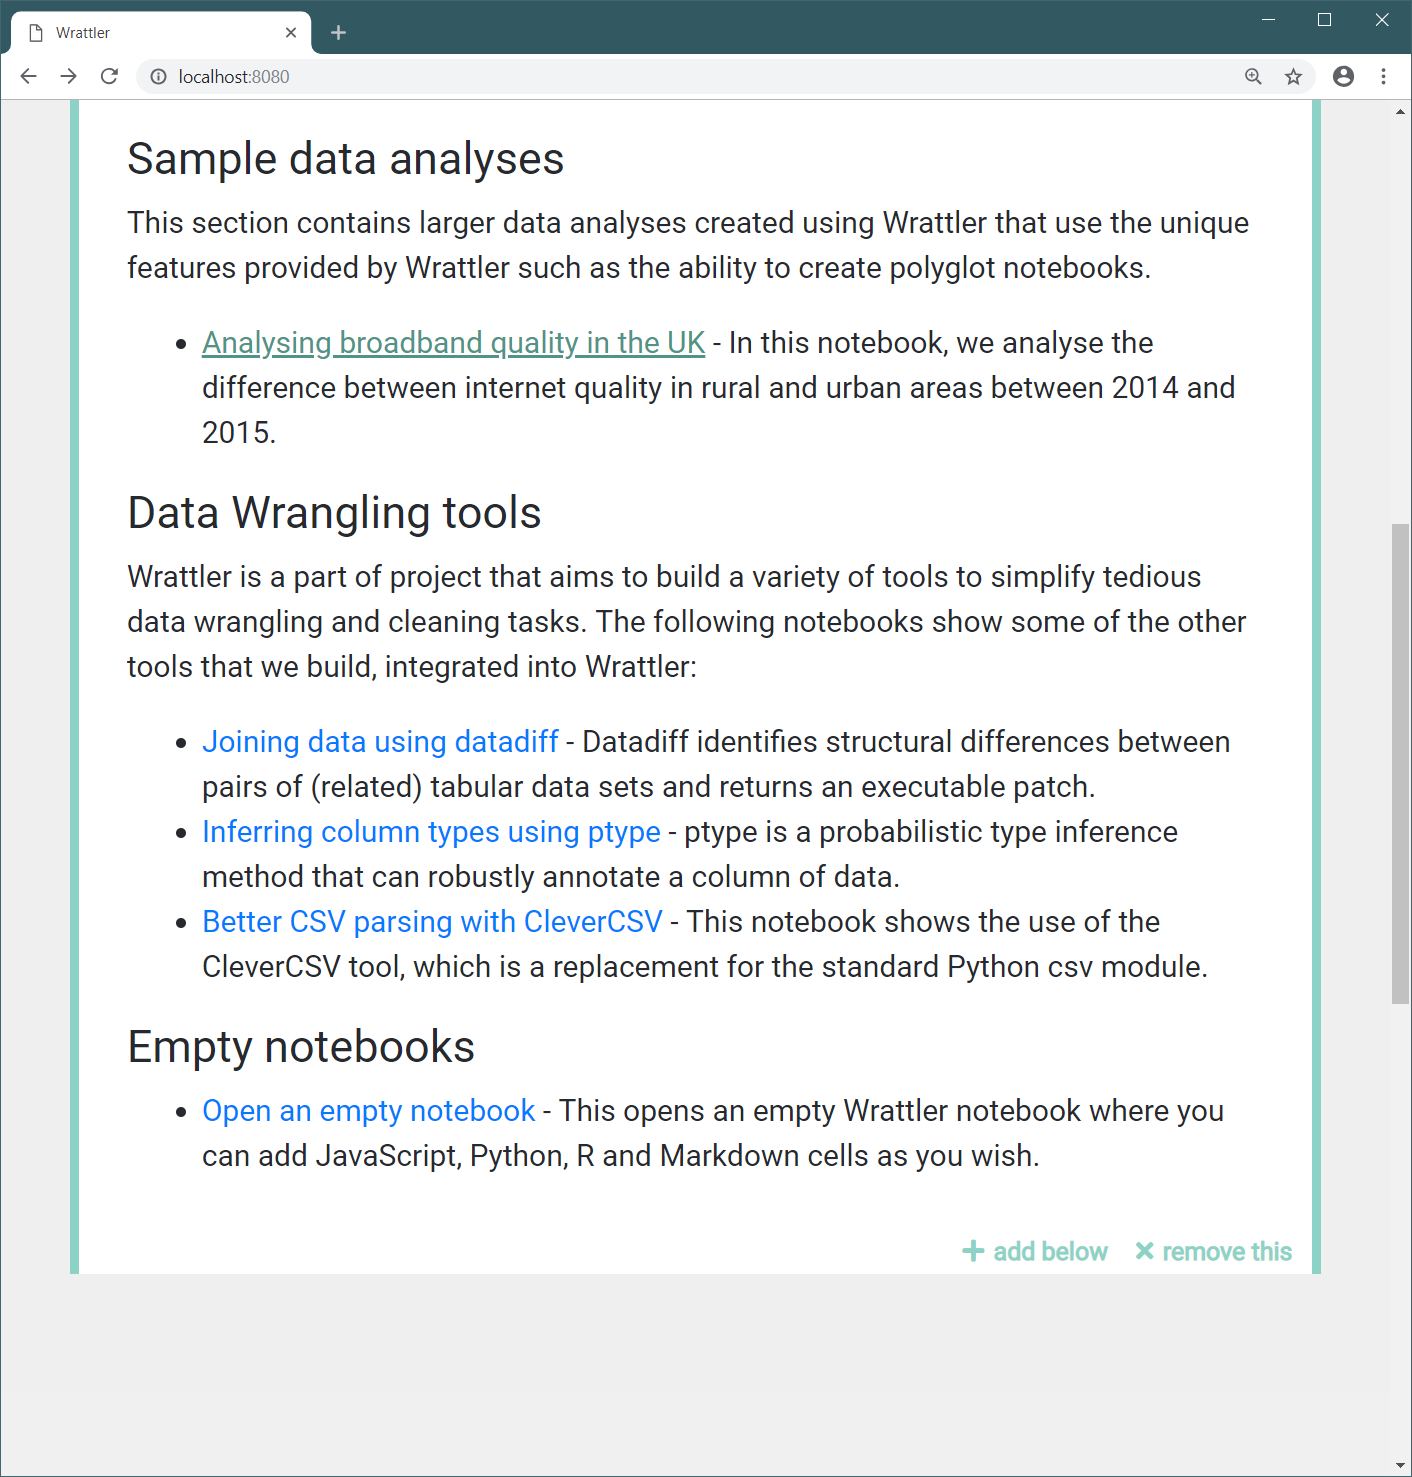 Wrattler
localhost:8080
Sample data analyses
This section contains larger data analyses created using Wrattler that use the unique
features provided by Wrattler such as the ability to create polyglot notebooks.
Analysing broadband quality in the UK - In this notebook, we analyse the
difference between internet quality in rural and urban areas between 2014 and
2015.
Data Wrangling tools
Wrattler is a part of project that aims to build a variety of tools to simplify tedious
data wrangling and cleaning tasks. The following notebooks show some of the other
tools that we build, integrated into Wrattler:
Joining data using datadiff - Datadiff identifies structural differences between
pairs of (related) tabular data sets and returns an executable patch.
Inferring column types using ptype - ptype is a probabilistic type inference
method that can robustly annotate a column of data.
Better CSV parsing with CleverCSV - This notebook shows the use of the
CleverCSV tool, which is a replacement for the standard Python csv module.
Empty notebooks
Open an empty notebook - This opens an empty Wrattler notebook where you
can add JavaScript, Python, R and Markdown cells as you wish.
add below remove this